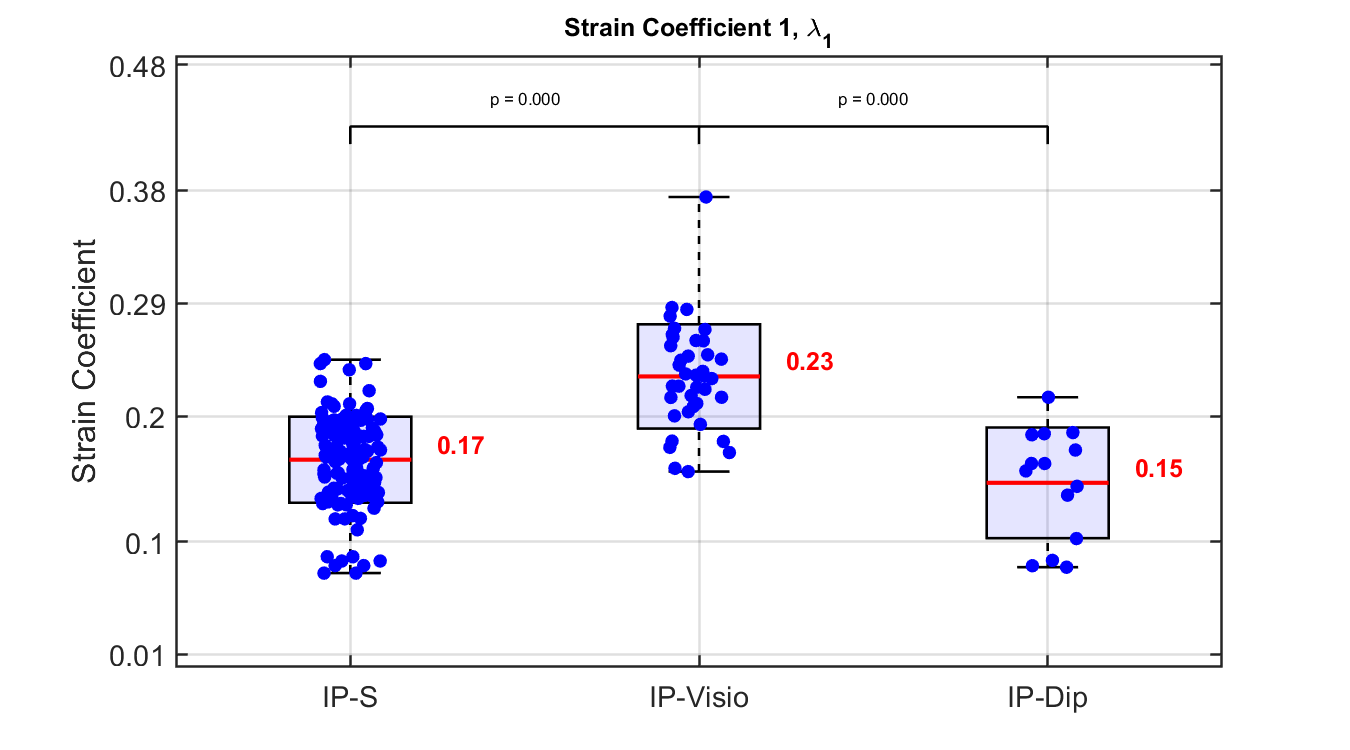 Strain Coefficient 1, λ1
0.48
p = 0.000 p = 0.000
0.38
0.29
0.23
0.2
0.17
0.15
0.1
0.01
Strain Coefficient
IP-S IP-Visio IP-Dip